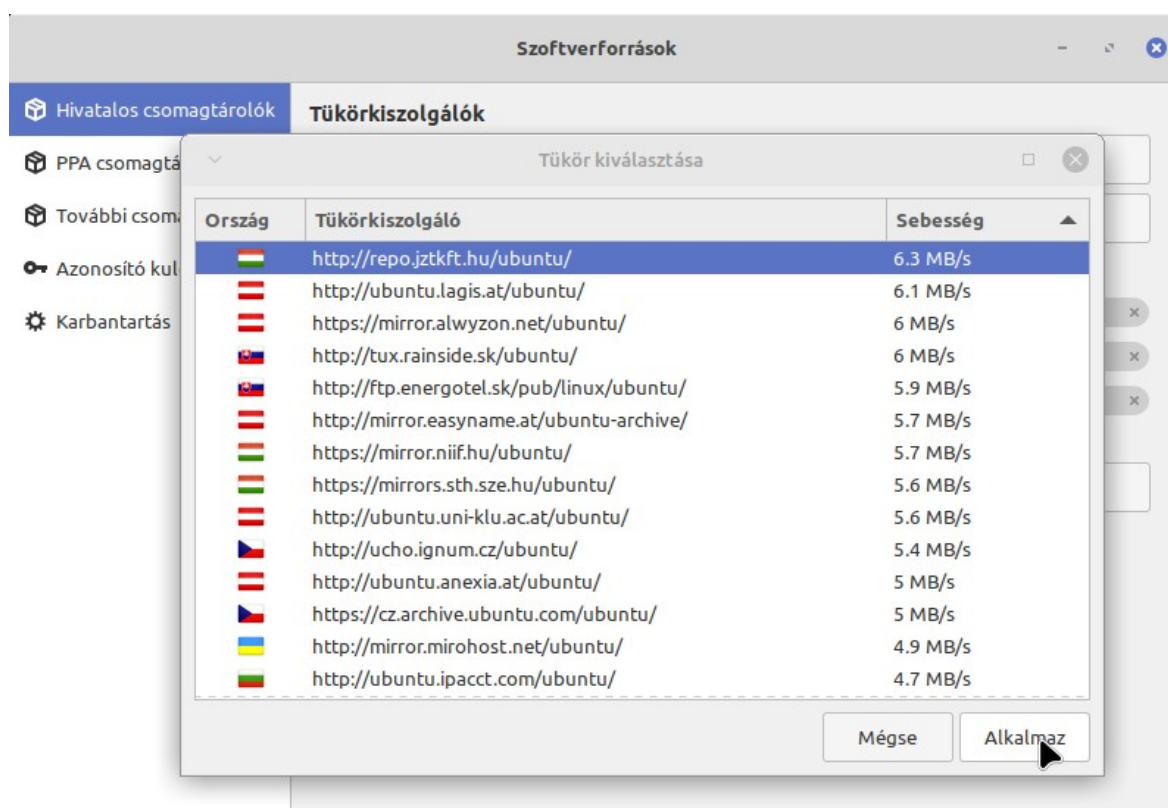 Szoftverforrások
Hivatalos csomagtárolók
Tükörkiszolgálók
PPA csomagtá
További csom
Azonosító kul
Karbantartás
Tükör kiválasztása
Ország Tükörkiszolgáló Sebesség
http://repo.jztkft.hu/ubuntu/ 6.3 MB/s
http://ubuntu.lagis.at/ubuntu/ 6.1 MB/s
https://mirror.alwyzon.net/ubuntu/ 6 MB/s
http://tux.rainside.sk/ubuntu/ 6 MB/s
http://ftp.energotel.sk/pub/linux/ubuntu/ 5.9 MB/s
http://mirror.easyname.at/ubuntu-archive/ 5.7 MB/s
https://mirror.niif.hu/ubuntu/ 5.7 MB/s
https://mirrors.sth.sze.hu/ubuntu/ 5.6 MB/s
http://ubuntu.uni-klu.ac.at/ubuntu/ 5.6 MB/s
http://ucho.ignum.cz/ubuntu/ 5.4 MB/s
http://ubuntu.anexia.at/ubuntu/ 5 MB/s
https://cz.archive.ubuntu.com/ubuntu/ 5 MB/s
http://mirror.mirohost.net/ubuntu/ 4.9 MB/s
http://ubuntu.ipacct.com/ubuntu/ 4.7 MB/s
Mégse Alkalmaz